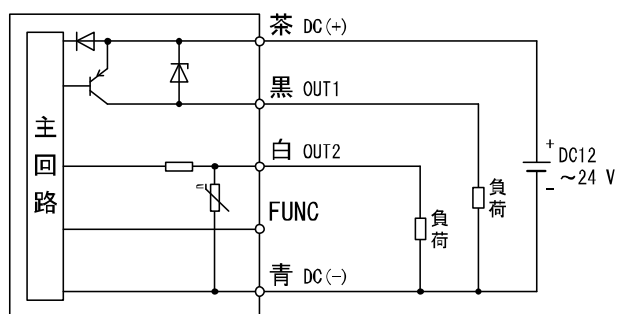 茶 DC(+)
黒 OUT1
主回路
白 OUT2
DC12
～24 V
+
-
負荷
負荷
FUNC
青 DC(-)